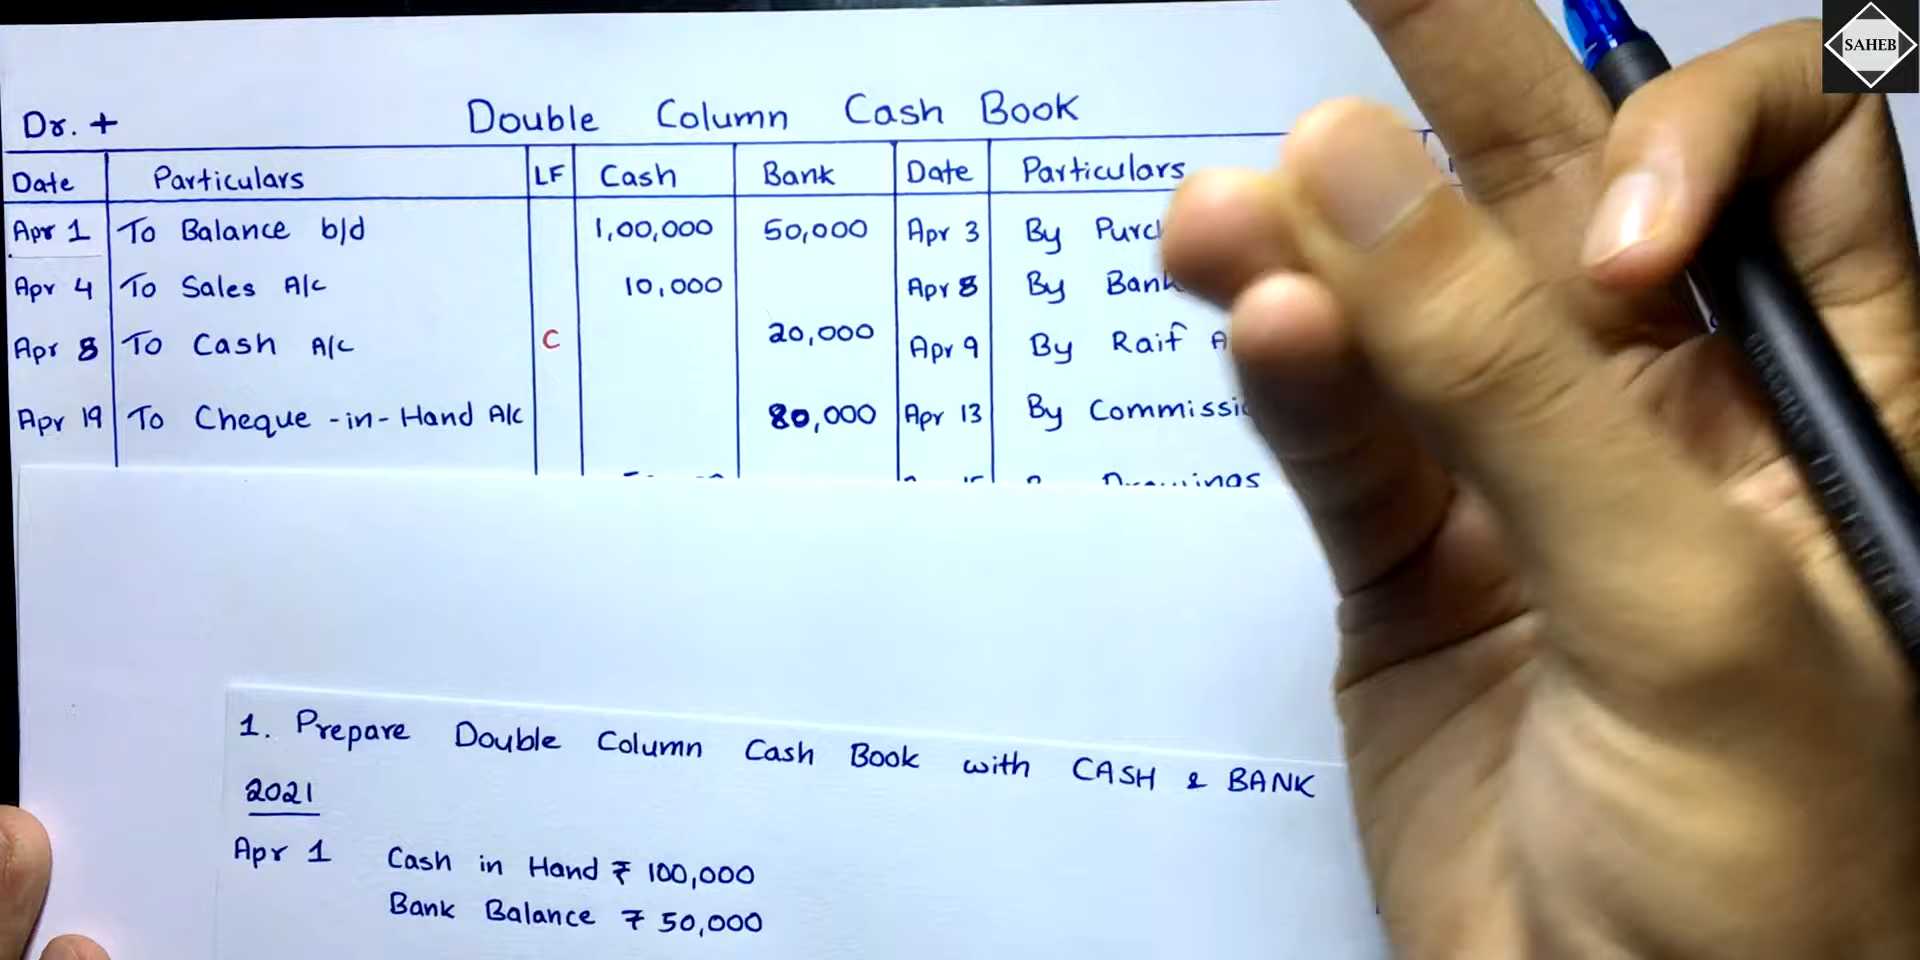 SAHEB
Dr. + Double Column Cash Book
Date Particulars LF Cash Bank Date Particulars
Apr 1 To Balance b/d 1,00,000 50,000 Apr 3 By
Apr 4 To Sales A/c 10,000 Apr 8 By Bank
Apr 8 To Cash A/c C 20,000 Apr 9 By Raif
Apr 19 To Cheque-in-Hand A/c 80,000 Apr 13 By
1. Prepare Double Column Cash Book with CASH & BANK
2021
Apr 1 Cash in Hand ₹ 100,000
Bank Balance ₹ 50,000